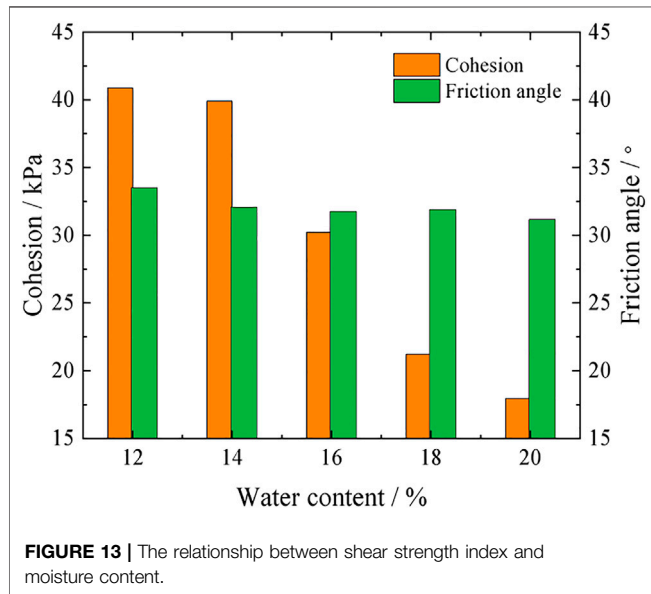 45
40
35
30
25
20
15
Cohesion / kPa
Cohesion
Friction angle
45
40
35
30
25
20
15
Friction angle / °
12 14 16 18 20
Water content / %
FIGURE 13 | The relationship between shear strength index and
moisture content.